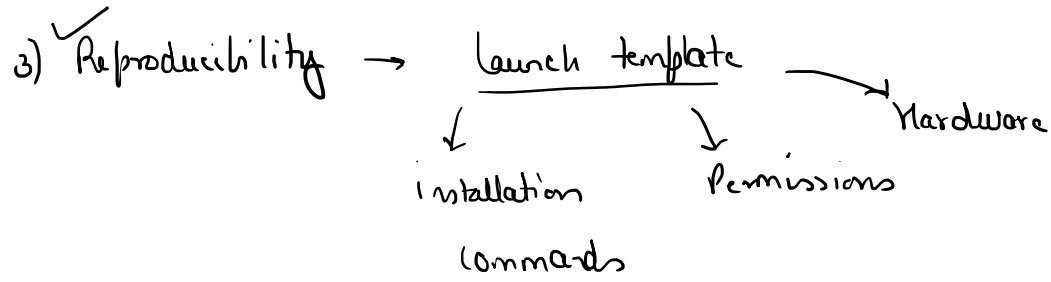 3) ✓ Reproducibility → Launch template
→ Hardware
↓ installation ↓ Permissions
commands